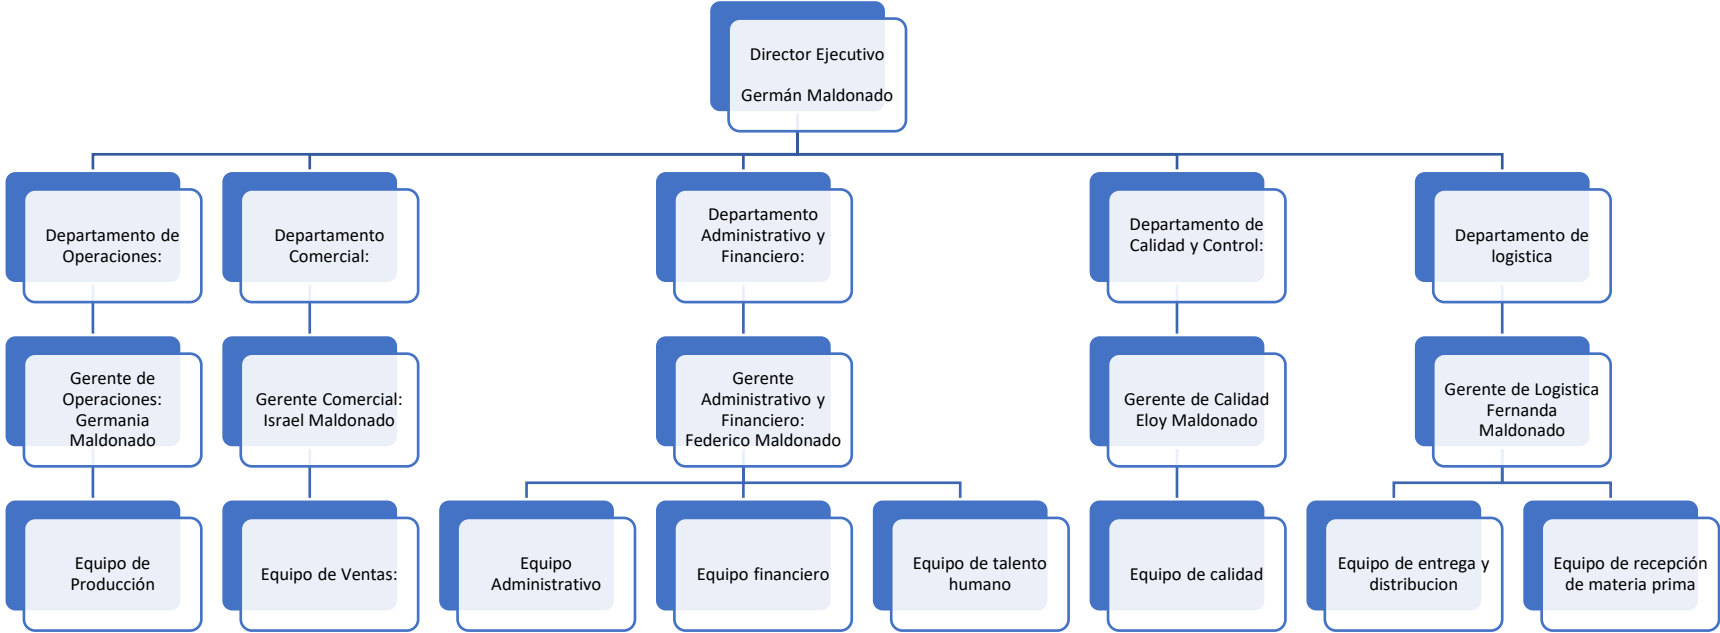 Director Ejecutivo
Germán Maldonado
Departamento de
Operaciones:
Departamento
Comercial:
Departamento
Administrativo y
Financiero:
Departamento de
Calidad y Control:
Departamento de
logistica
Gerente de
Operaciones:
Germania
Maldonado
Gerente Comercial:
Israel Maldonado
Gerente
Administrativo y
Financiero:
Federico Maldonado
Gerente de Calidad
Eloy Maldonado
Gerente de Logistica
Fernanda
Maldonado
Equipo de
Producción
Equipo de Ventas:
Equipo
Administrativo
Equipo financiero
Equipo de talento
humano
Equipo de calidad
Equipo de entrega y
distribucion
Equipo de recepción
de materia prima